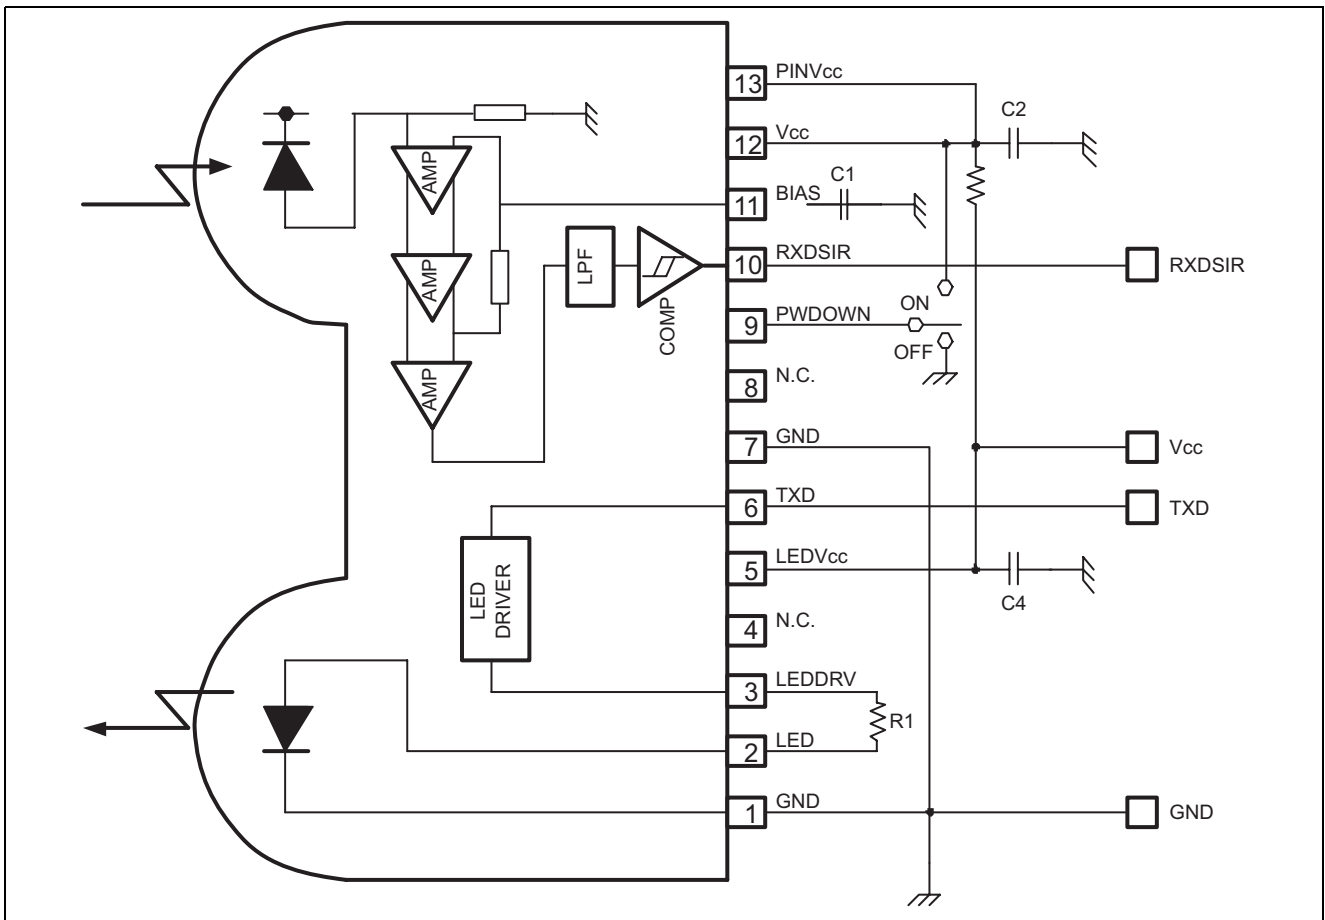 13 PINVcc
C2
12 Vcc
AMP
C1
11 BIAS
LPF
10 RXDSIR
RXDSIR
AMP
COMP
ON
9 PWDOWN
OFF
AMP
8 N.C.
7 GND
Vcc
6 TXD
TXD
5 LEDVcc
LED
DRIVER
C4
4 N.C.
3 LEDDRV
R1
2 LED
1 GND
GND